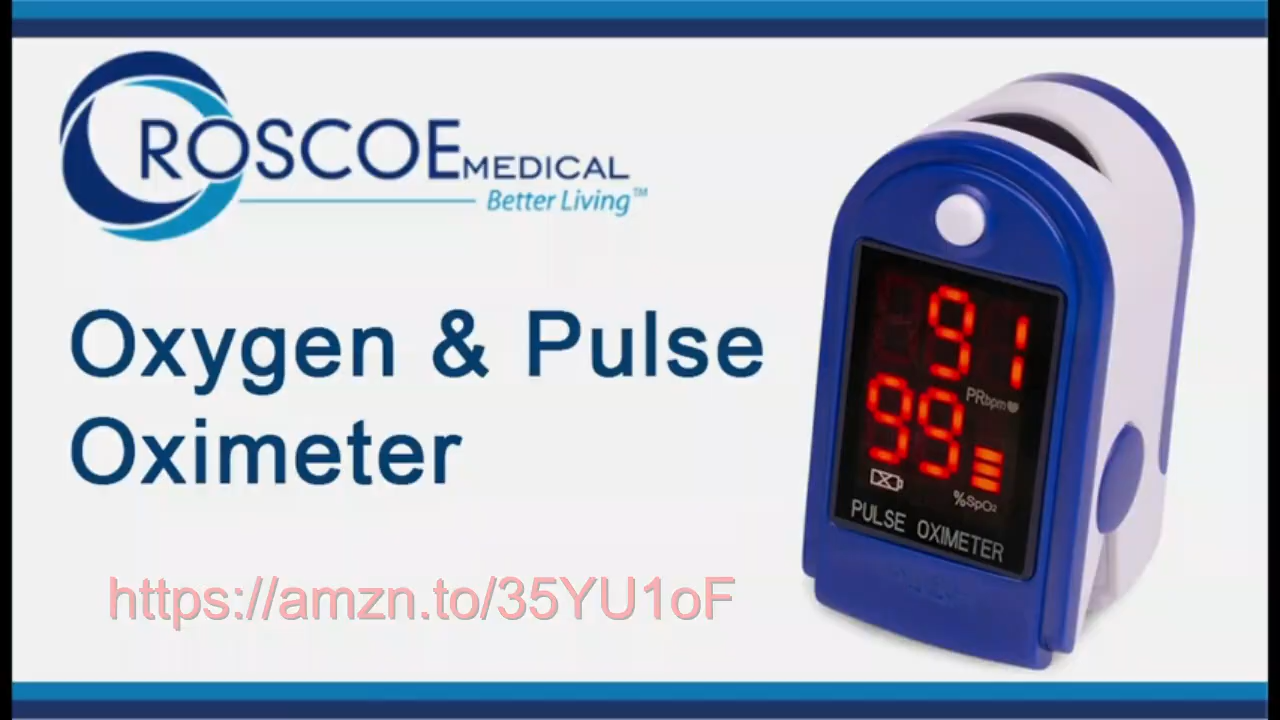 ROSCOE MEDICAL
Better Living™
Oxygen & Pulse
Oximeter
https://amzn.to/35YU1oF
91
PRbpm
99
%SpO2
PULSE OXIMETER